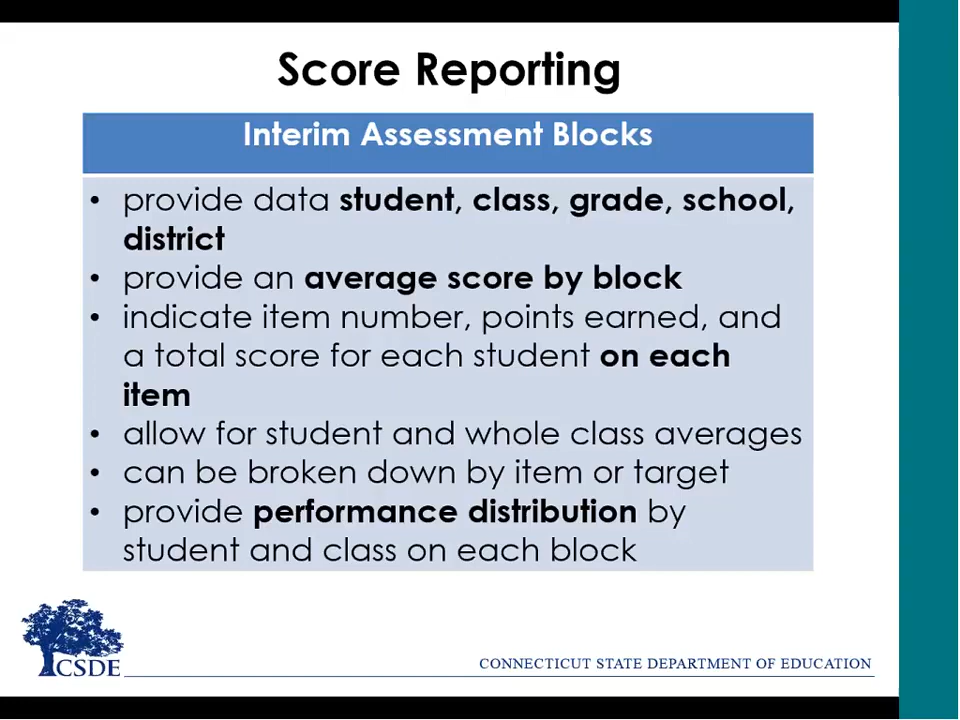 Score Reporting
Interim Assessment Blocks
• provide data student, class, grade, school,
district
• provide an average score by block
• indicate item number, points earned, and
a total score for each student on each
item
• allow for student and whole class averages
• can be broken down by item or target
• provide performance distribution by
student and class on each block
CSDE
CONNECTICUT STATE DEPARTMENT OF EDUCATION